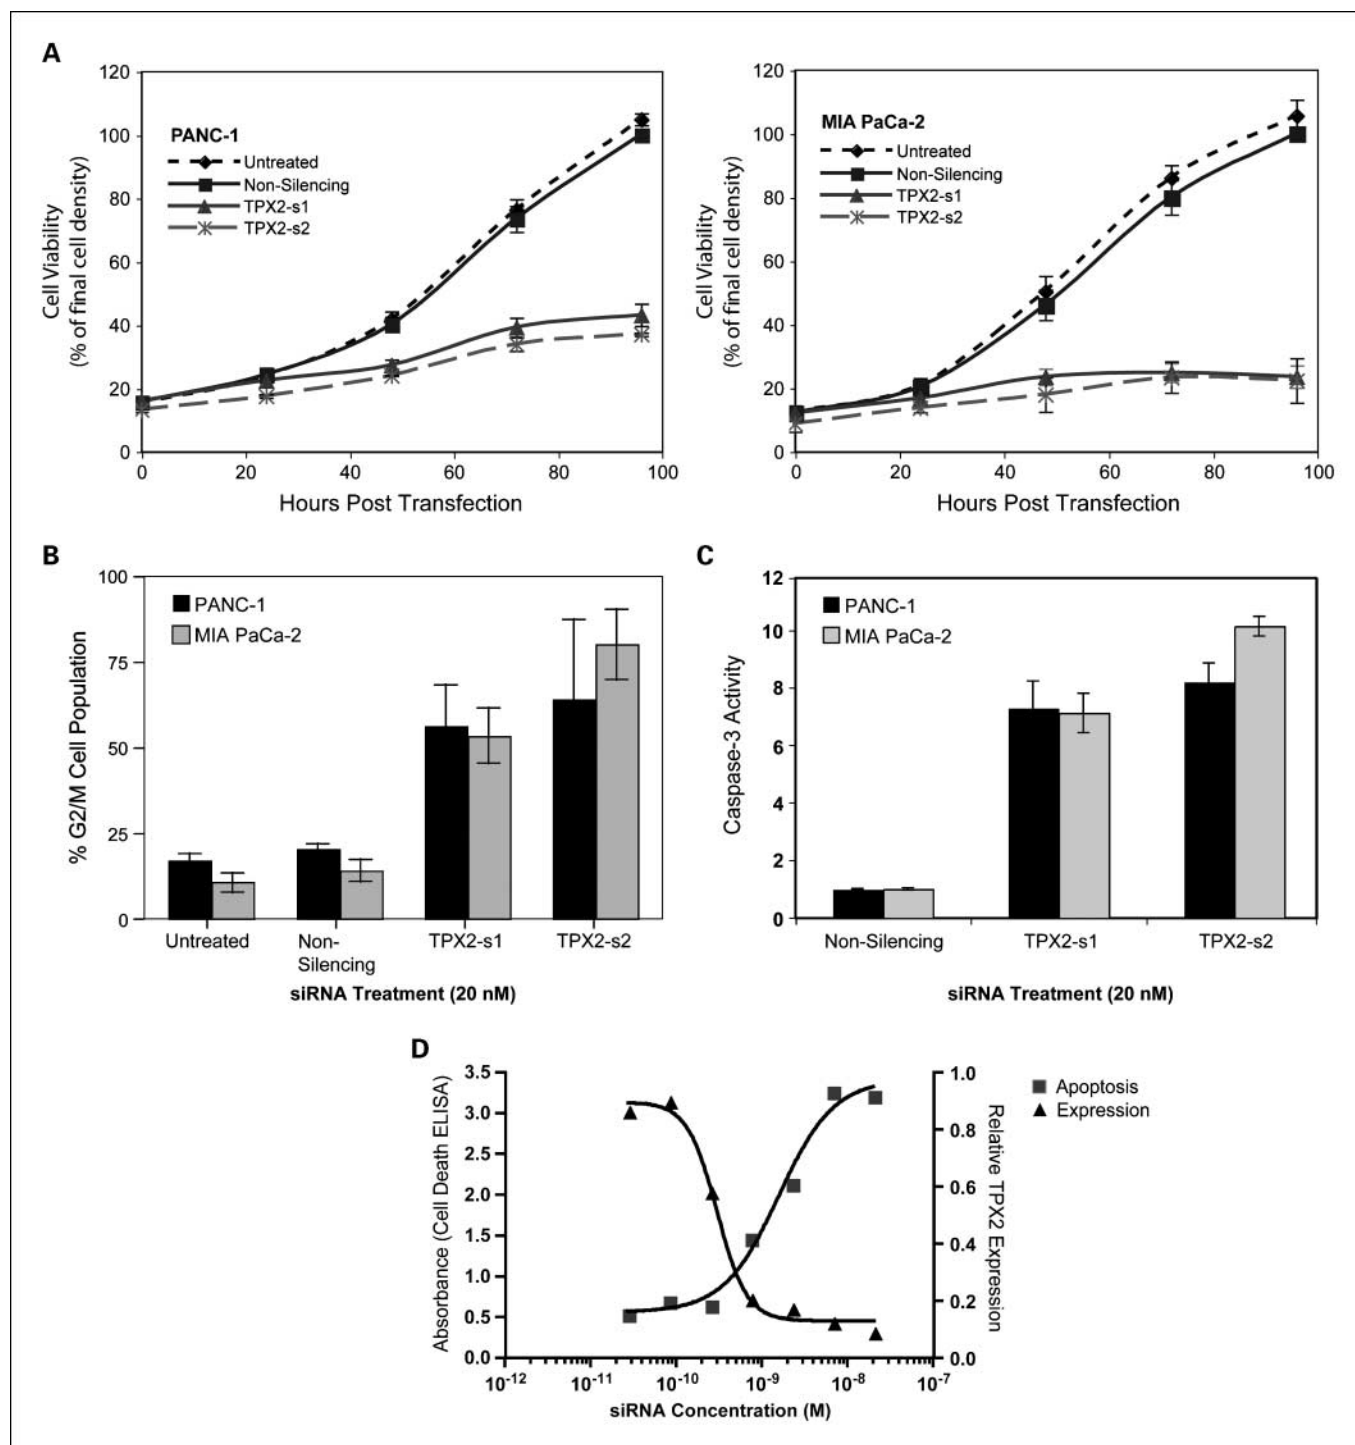 A
120
100
80
60
40
20
0
PANC-1
Untreated
Non-Silencing
TPX2-s1
TPX2-s2
Cell Viability
(% of final cell density)
0 20 40 60 80 100
Hours Post Transfection
120
100
80
60
40
20
0
MIA PaCa-2
Untreated
Non-Silencing
TPX2-s1
TPX2-s2
Cell Viability
(% of final cell density)
0 20 40 60 80 100
Hours Post Transfection
B
100
75
50
25
0
PANC-1
MIA PaCa-2
% G2/M Cell Population
Untreated Non- TPX2-s1 TPX2-s2
Silencing
siRNA Treatment (20 nM)
C
12
10
8
6
4
2
0
PANC-1
MIA PaCa-2
Caspase-3 Activity
Non-Silencing TPX2-s1 TPX2-s2
siRNA Treatment (20 nM)
D
3.5
3.0
2.5
2.0
1.5
1.0
0.5
0.0
Absorbance (Cell Death ELISA)
1.0
0.8
0.6
0.4
0.2
0.0
Relative TPX2 Expression
Apoptosis
Expression
10-12 10-11 10-10 10-9 10-8 10-7
siRNA Concentration (M)